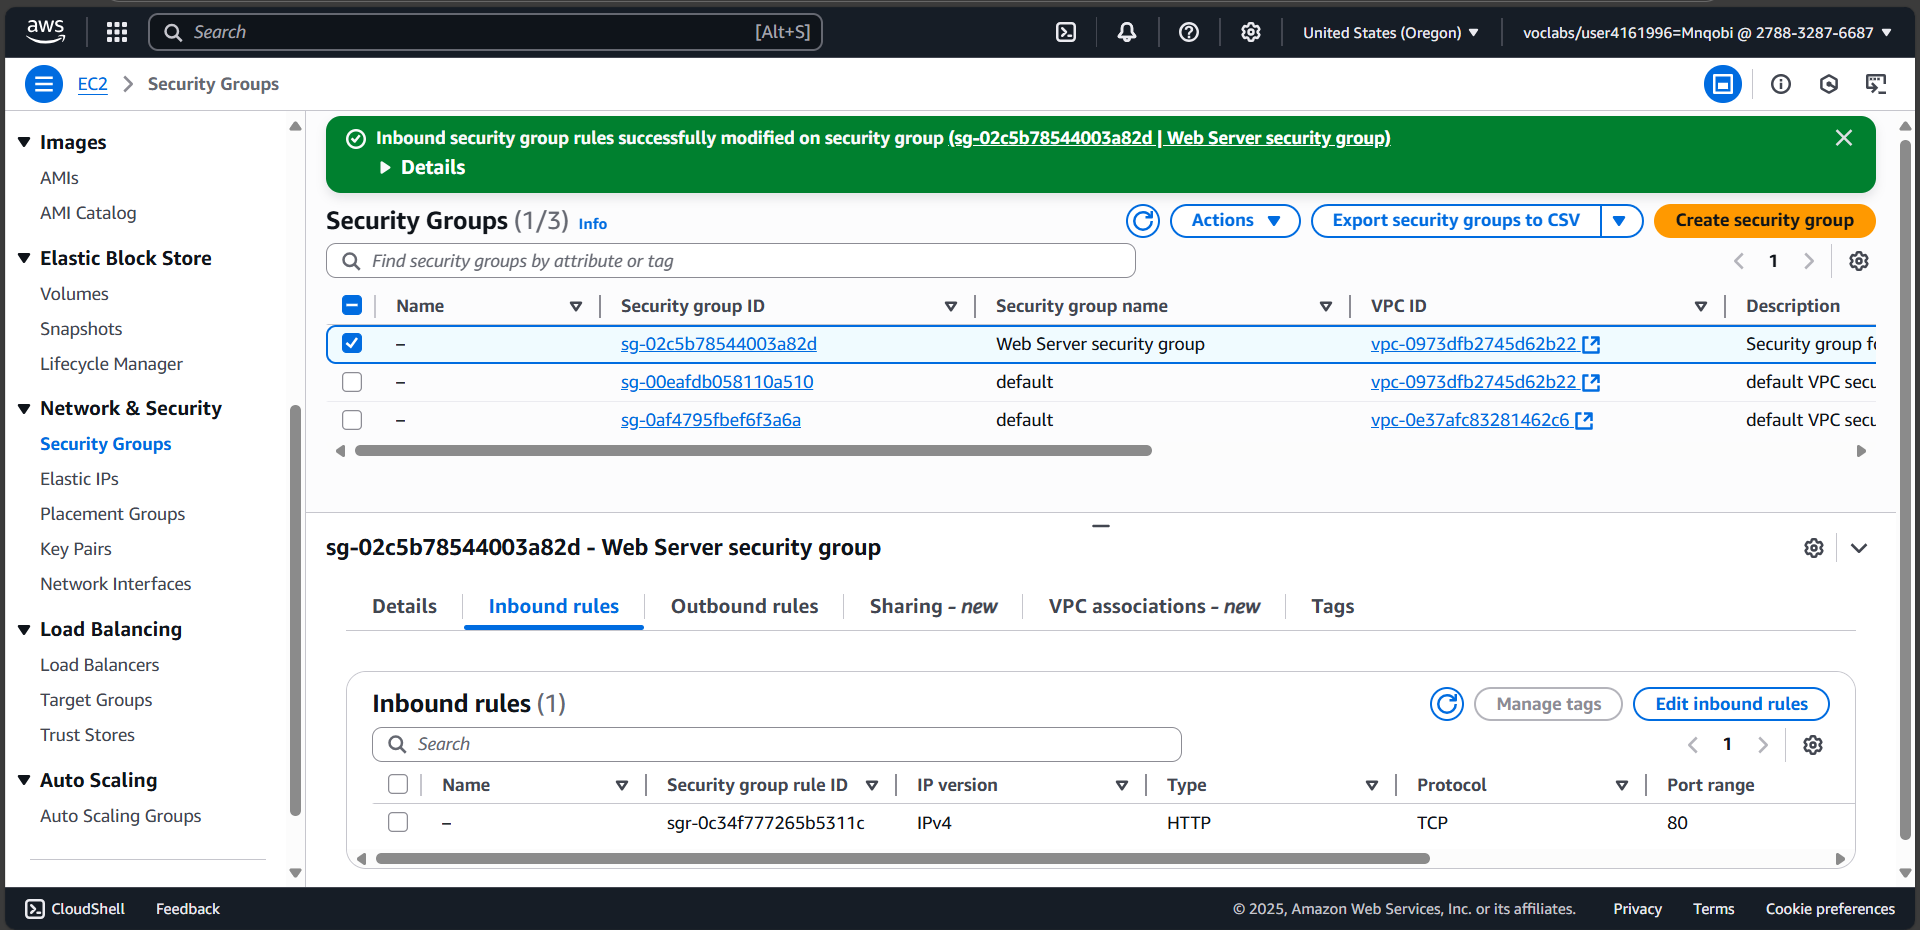 aws
Search [Alt+S]
United States (Oregon)
voclabs/user4161996=Mnqobi @ 2788-3287-6687
EC2
Security Groups
Images
AMIs
AMI Catalog
Elastic Block Store
Volumes
Snapshots
Lifecycle Manager
Network & Security
Security Groups
Elastic IPs
Placement Groups
Key Pairs
Network Interfaces
Load Balancing
Load Balancers
Target Groups
Trust Stores
Auto Scaling
Auto Scaling Groups
Inbound security group rules successfully modified on security group (sg-02c5b78544003a82d | Web Server security group)
Details
Security Groups (1/3) Info
Actions
Export security groups to CSV
Create security group
Find security groups by attribute or tag
1
Name Security group ID Security group name VPC ID Description
– sg-02c5b78544003a82d Web Server security group vpc-0973dfb2745d62b22 Security group fo
– sg-00eafdb058110a510 default vpc-0973dfb2745d62b22 default VPC secu
– sg-0af4795fbef6f3a6a default vpc-0e37afc83281462c6 default VPC secu
sg-02c5b78544003a82d - Web Server security group
Details Inbound rules Outbound rules Sharing - new VPC associations - new Tags
Inbound rules (1)
Manage tags
Edit inbound rules
Search
1
Name Security group rule ID IP version Type Protocol Port range
– sgr-0c34f777265b5311c IPv4 HTTP TCP 80
CloudShell Feedback
© 2025, Amazon Web Services, Inc. or its affiliates. Privacy Terms Cookie preferences